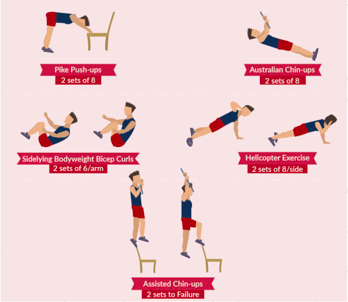 Pike Push-ups
2 sets of 8
Australian Chin-ups
2 sets of 8
Sidelying Bodyweight Bicep Curls
2 sets of 6/arm
Helicopter Exercise
2 sets of 8/side
Assisted Chin-ups
2 sets to Failure